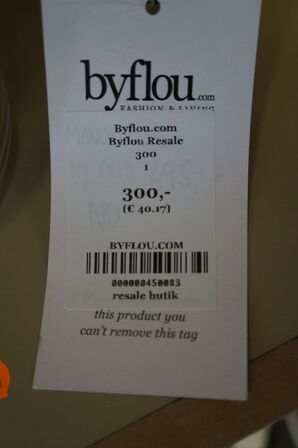 byflou.com
FASHION & LIVING
Byflou.com
Byflou Resale
300
1
300,-
(€ 40.17)
BYFLOU.COM
000000450083
resale butik
this product you
can't remove this tag